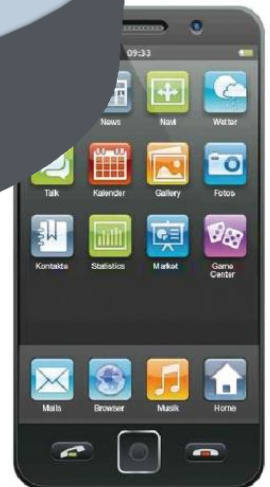 09:33
News Navi Wetter
Talk Kalender Gallery Fotos
Kontakte Statistics Market Game Center
Mails Browser Musik Home